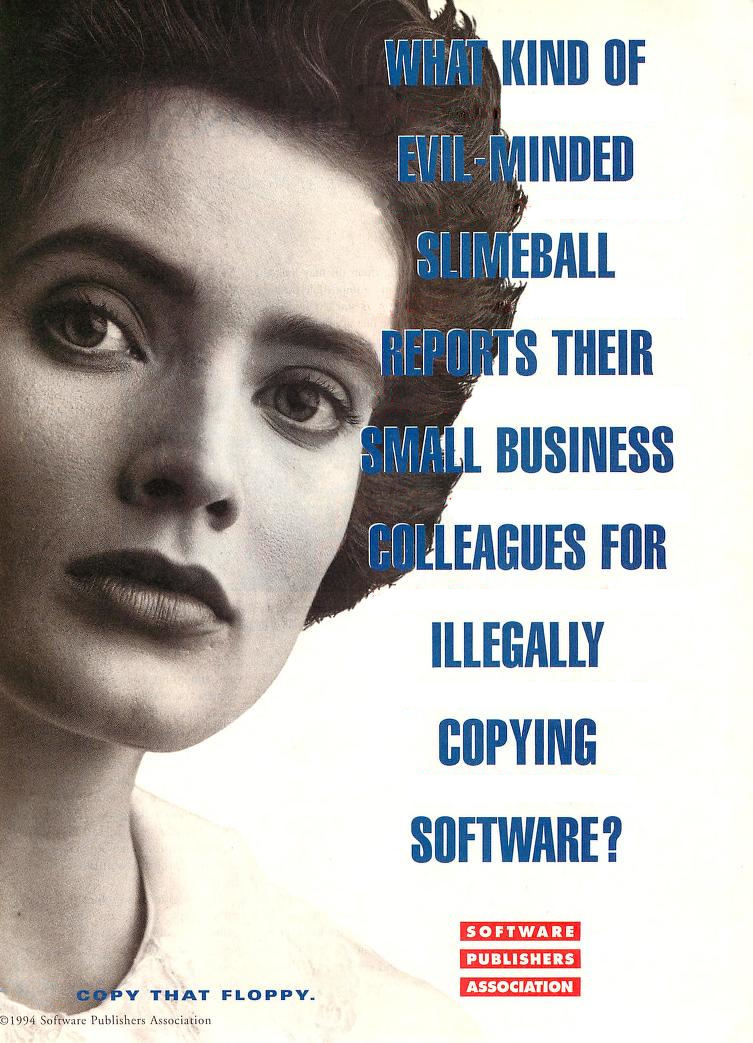 WHAT KIND OF
EVIL-MINDED
SLIMEBALL
REPORTS THEIR
SMALL BUSINESS
COLLEAGUES FOR
ILLEGALLY
COPYING
SOFTWARE?
SOFTWARE
PUBLISHERS
ASSOCIATION
COPY THAT FLOPPY.
©1994 Software Publishers Association